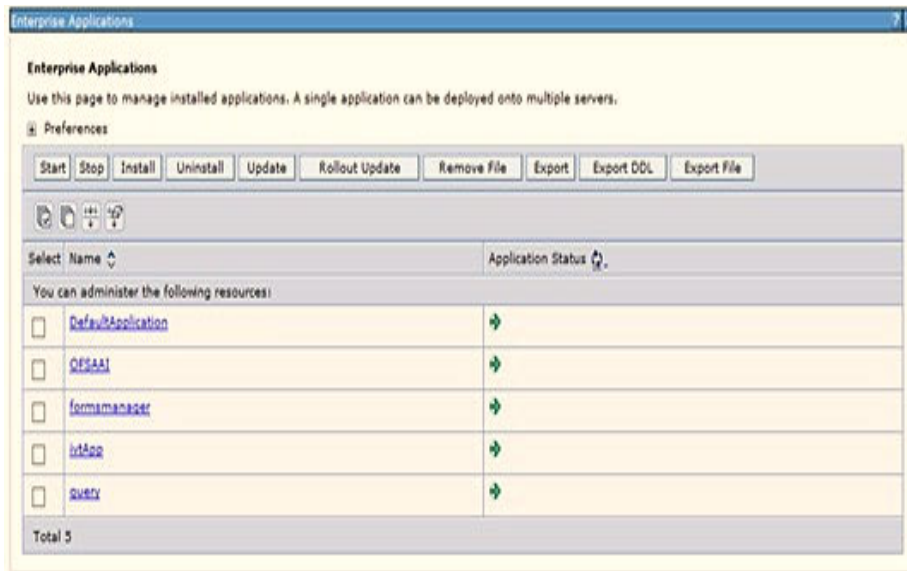 Enterprise Applications ?
Enterprise Applications
Use this page to manage installed applications. A single application can be deployed onto multiple servers.
Preferences
Start Stop Install Uninstall Update Rollout Update Remove File Export Export DDL Export File
Select Name Application Status
You can administer the following resources:
DefaultApplication
OFSAAI
formsmanager
ivtApp
query
Total 5